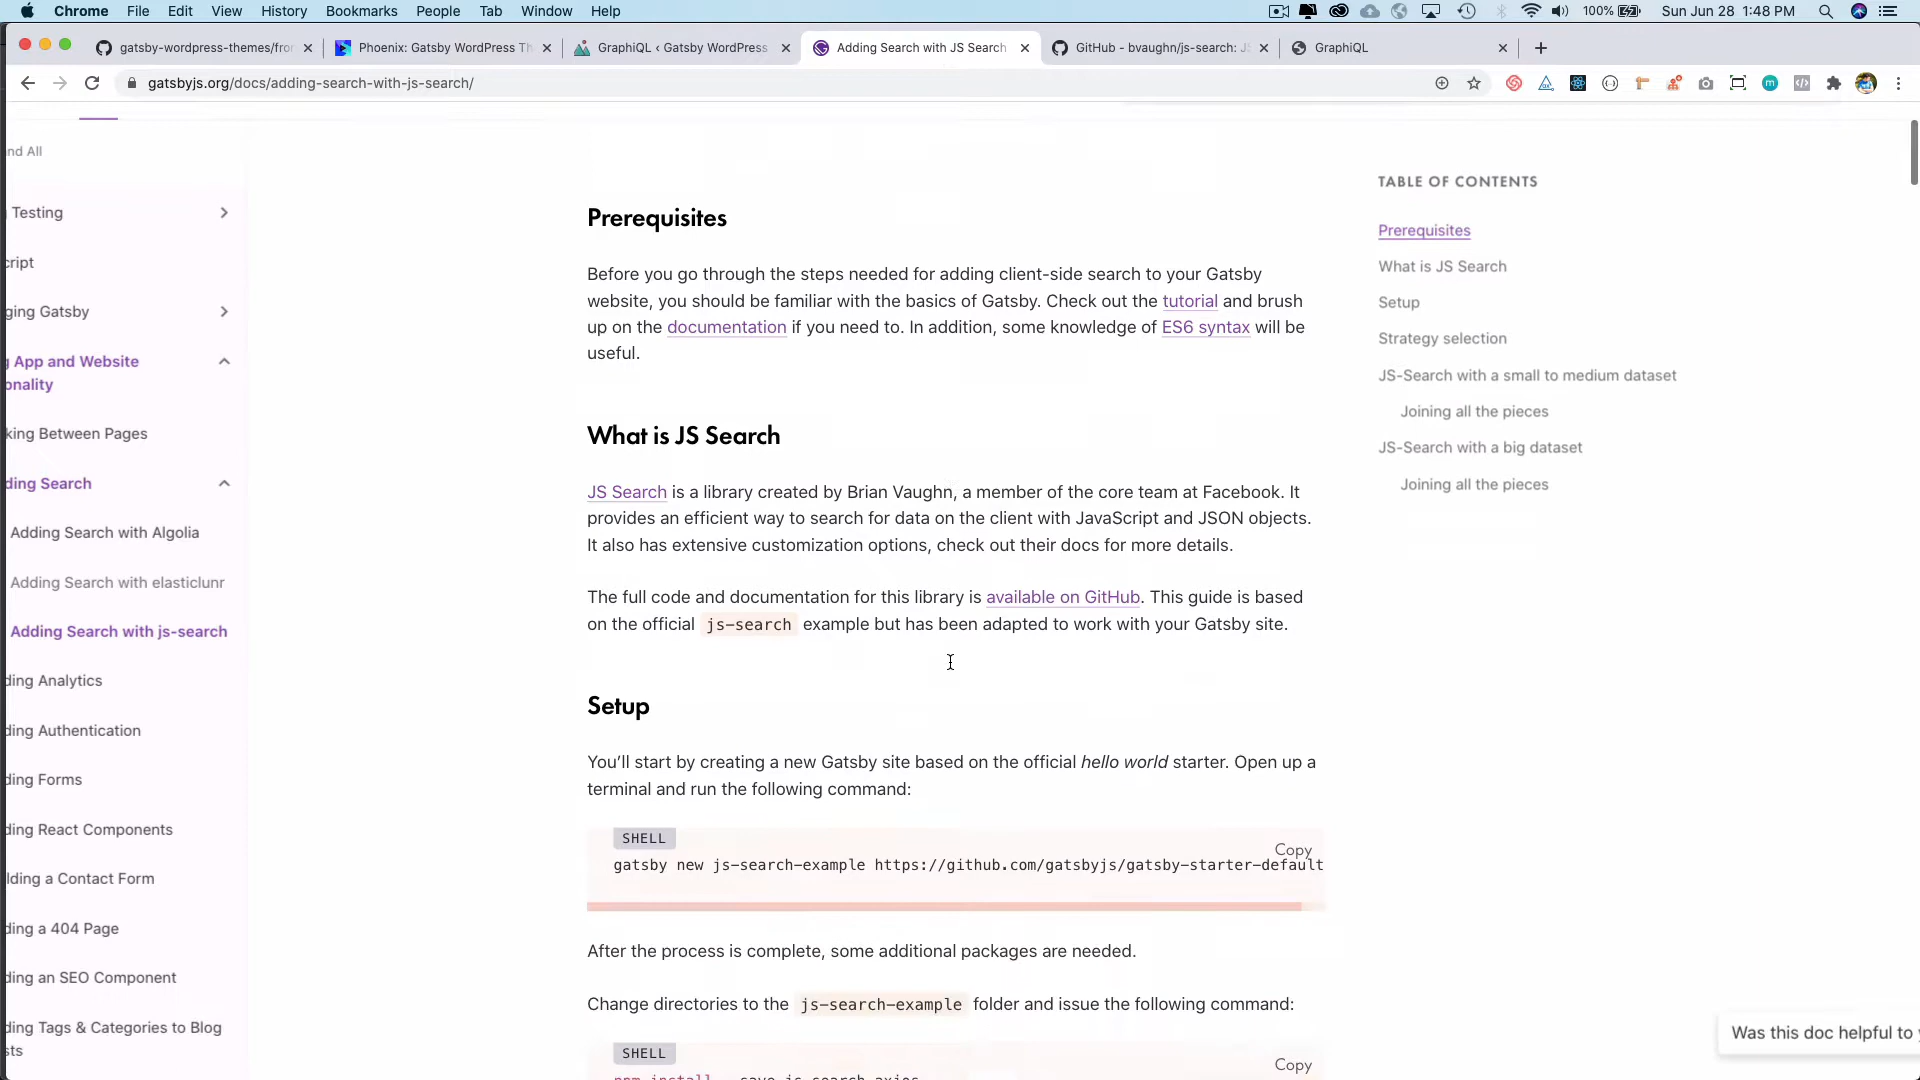 Chrome File Edit View History Bookmarks People Tab Window Help 100% Sun Jun 28 1:48 PM
gatsby-wordpress-themes/fro Phoenix: Gatsby WordPress Th GraphiQL ‹ Gatsby WordPress Adding Search with JS Search GitHub - bvaughn/js-search: JS GraphiQL
gatsbyjs.org/docs/adding-search-with-js-search/
nd All
Testing
cript
ging Gatsby
g App and Website
onality
king Between Pages
ding Search
Adding Search with Algolia
Adding Search with elasticlunr
Adding Search with js-search
ding Analytics
ding Authentication
ding Forms
ding React Components
lding a Contact Form
ding a 404 Page
ding an SEO Component
ding Tags & Categories to Blog
sts
Prerequisites
Before you go through the steps needed for adding client-side search to your Gatsby
website, you should be familiar with the basics of Gatsby. Check out the tutorial and brush
up on the documentation if you need to. In addition, some knowledge of ES6 syntax will be
useful.
What is JS Search
JS Search is a library created by Brian Vaughn, a member of the core team at Facebook. It
provides an efficient way to search for data on the client with JavaScript and JSON objects.
It also has extensive customization options, check out their docs for more details.
The full code and documentation for this library is available on GitHub. This guide is based
on the official js-search example but has been adapted to work with your Gatsby site.
Setup
You’ll start by creating a new Gatsby site based on the official hello world starter. Open up a
terminal and run the following command:
SHELL
Copy
gatsby new js-search-example https://github.com/gatsbyjs/gatsby-starter-default
After the process is complete, some additional packages are needed.
Change directories to the js-search-example folder and issue the following command:
SHELL
Copy
npm install --save js-search axios
TABLE OF CONTENTS
Prerequisites
What is JS Search
Setup
Strategy selection
JS-Search with a small to medium dataset
Joining all the pieces
JS-Search with a big dataset
Joining all the pieces
Was this doc helpful to